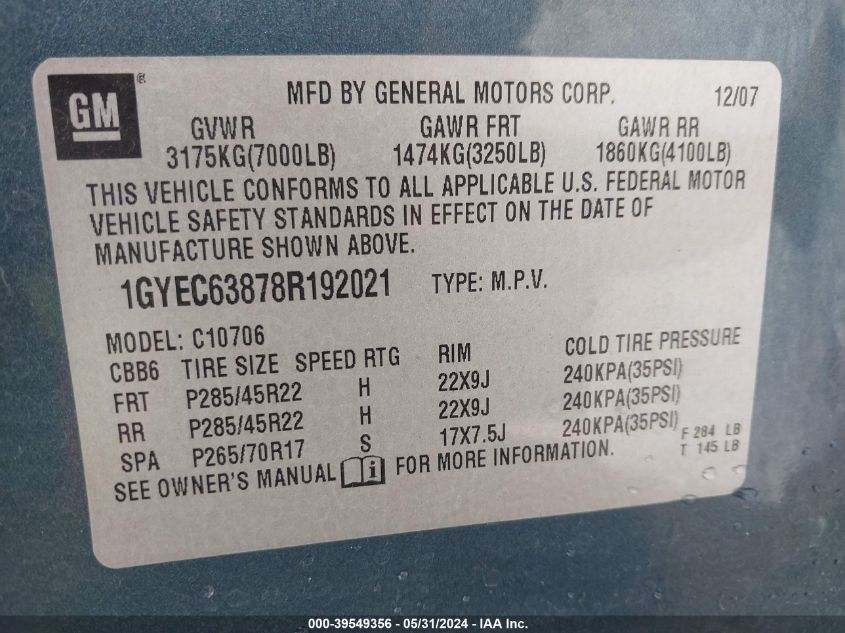 GM ® MFD BY GENERAL MOTORS CORP. 12/07
GVWR GAWR FRT GAWR RR
3175KG(7000LB) 1474KG(3250LB) 1860KG(4100LB)
THIS VEHICLE CONFORMS TO ALL APPLICABLE U.S. FEDERAL MOTOR
VEHICLE SAFETY STANDARDS IN EFFECT ON THE DATE OF
MANUFACTURE SHOWN ABOVE.
1GYEC63878R192021 TYPE: M.P.V.
MODEL: C10706
CBB6 TIRE SIZE SPEED RTG RIM COLD TIRE PRESSURE
FRT P285/45R22 H 22X9J 240KPA(35PSI)
RR P285/45R22 H 22X9J 240KPA(35PSI)
SPA P265/70R17 S 17X7.5J 240KPA(35PSI)
F 284 LB
T 145 LB
SEE OWNER'S MANUAL i FOR MORE INFORMATION.
000-39549356 - 05/31/2024 - IAA Inc.